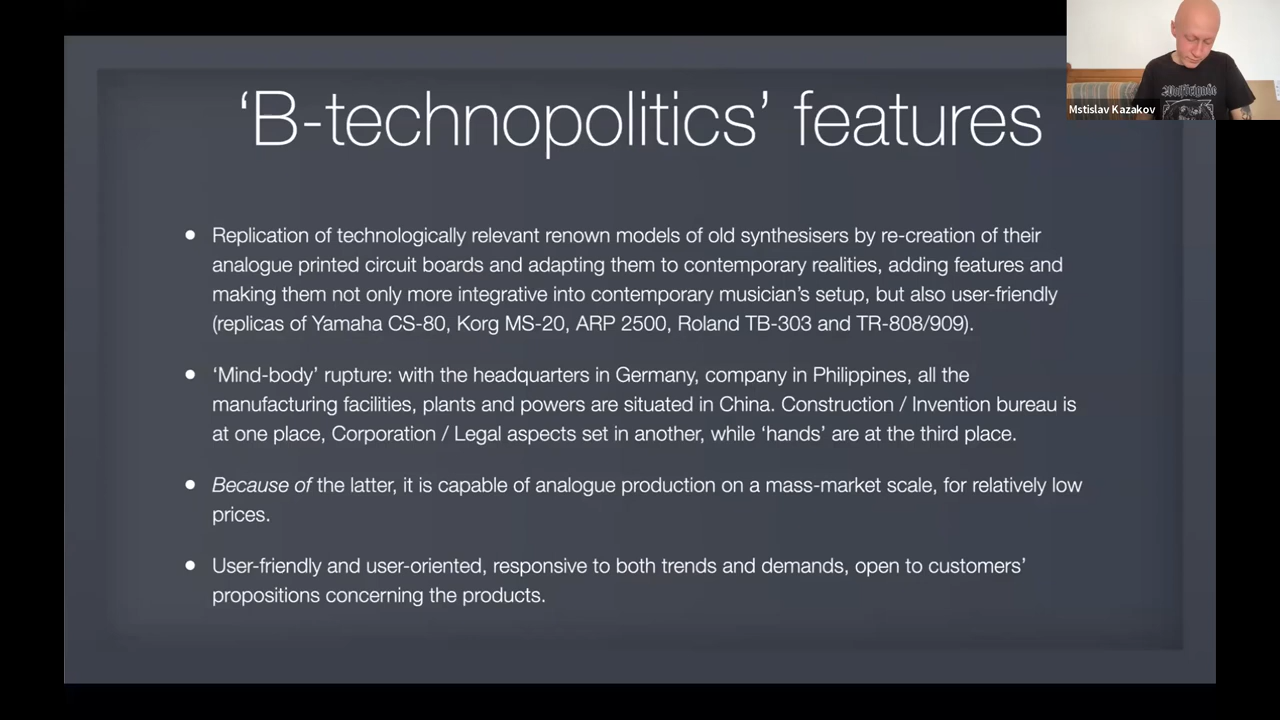 ‘B-technopolitics’ features
Mstislav Kazakov
● Replication of technologically relevant renown models of old synthesisers by re-creation of their
analogue printed circuit boards and adapting them to contemporary realities, adding features and
making them not only more integrative into contemporary musician’s setup, but also user-friendly
(replicas of Yamaha CS-80, Korg MS-20, ARP 2500, Roland TB-303 and TR-808/909).
● ‘Mind-body’ rupture: with the headquarters in Germany, company in Philippines, all the
manufacturing facilities, plants and powers are situated in China. Construction / Invention bureau is
at one place, Corporation / Legal aspects set in another, while ‘hands’ are at the third place.
● Because of the latter, it is capable of analogue production on a mass-market scale, for relatively low
prices.
● User-friendly and user-oriented, responsive to both trends and demands, open to customers’
propositions concerning the products.